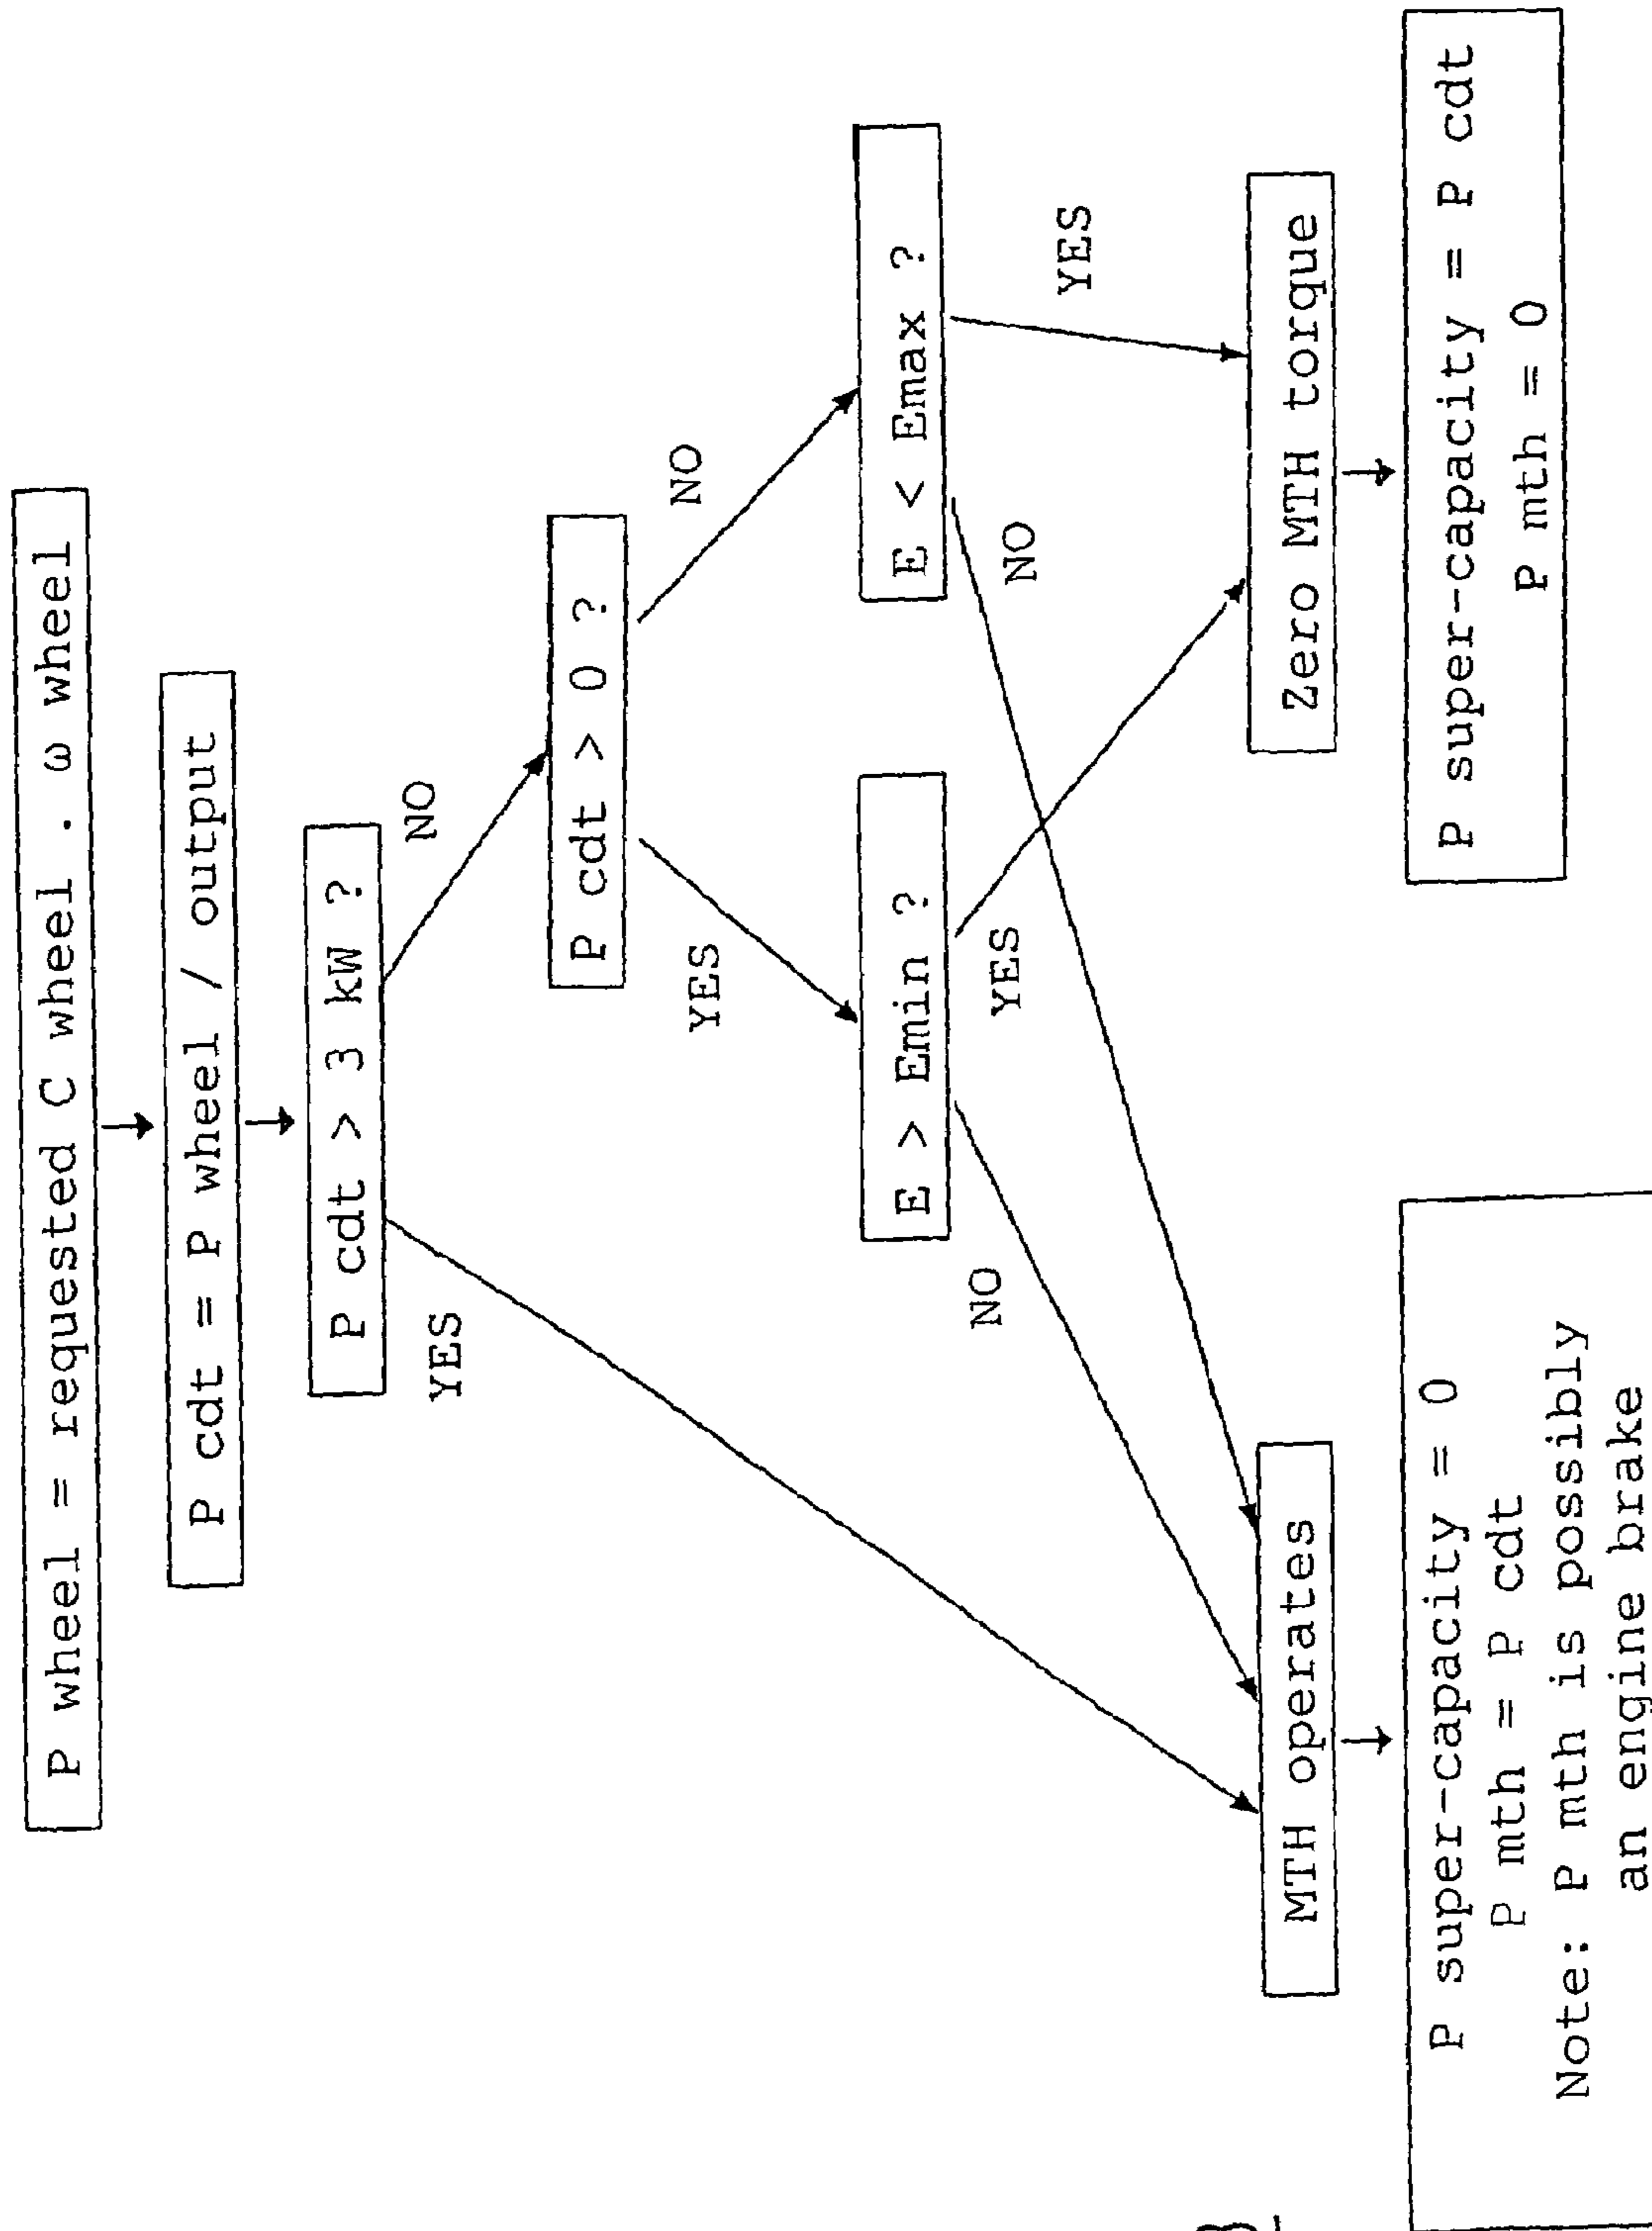 P wheel = requested C wheel . ω wheel
P cdt = P wheel / output
P cdt > 3 kW ?
YES
NO
P cdt > 0 ?
YES
NO
E > Emin ?
E < Emax ?
NO
YES
NO
YES
MTH operates
Zero MTH torque
P super-capacity = 0
P mth = P cdt
Note: P mth is possibly
an engine brake
P super-capacity = P cdt
P mth = 0